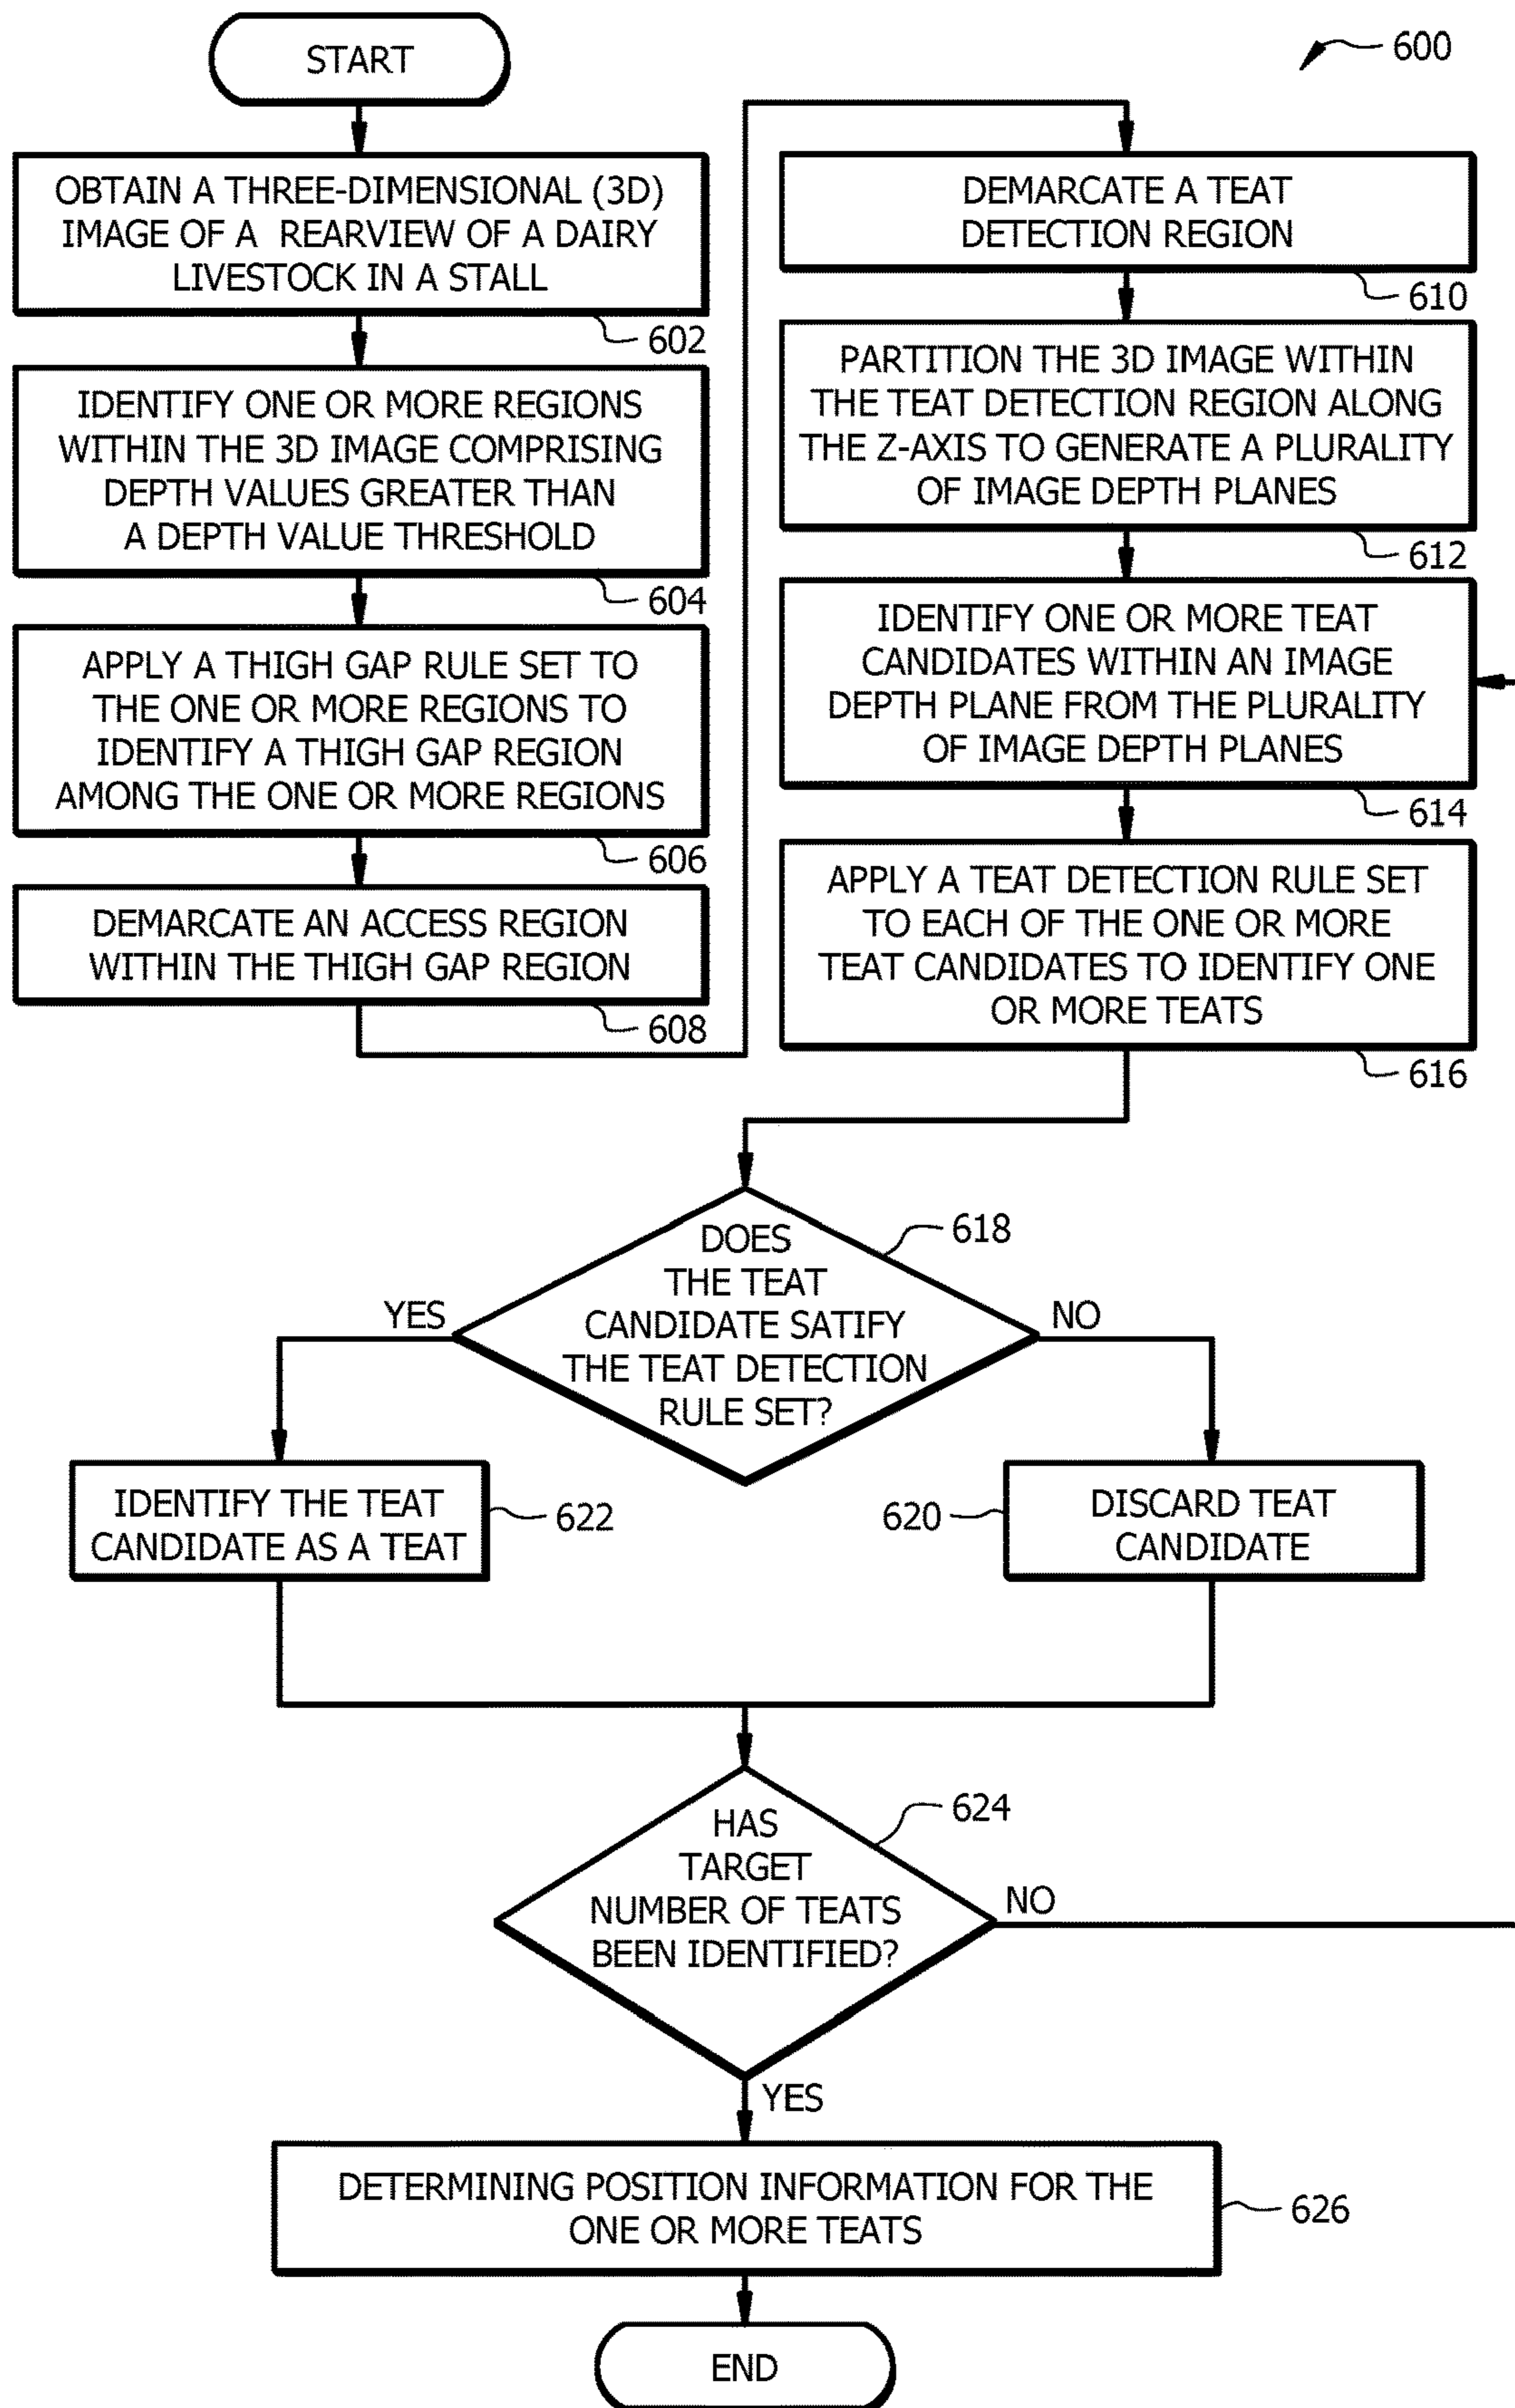 START
600
OBTAIN A THREE-DIMENSIONAL (3D)
IMAGE OF A REARVIEW OF A DAIRY
LIVESTOCK IN A STALL
602
IDENTIFY ONE OR MORE REGIONS
WITHIN THE 3D IMAGE COMPRISING
DEPTH VALUES GREATER THAN
A DEPTH VALUE THRESHOLD
604
APPLY A THIGH GAP RULE SET TO
THE ONE OR MORE REGIONS TO
IDENTIFY A THIGH GAP REGION
AMONG THE ONE OR MORE REGIONS
606
DEMARCATE AN ACCESS REGION
WITHIN THE THIGH GAP REGION
608
DEMARCATE A TEAT
DETECTION REGION
610
PARTITION THE 3D IMAGE WITHIN
THE TEAT DETECTION REGION ALONG
THE Z-AXIS TO GENERATE A PLURALITY
OF IMAGE DEPTH PLANES
612
IDENTIFY ONE OR MORE TEAT
CANDIDATES WITHIN AN IMAGE
DEPTH PLANE FROM THE PLURALITY
OF IMAGE DEPTH PLANES
614
APPLY A TEAT DETECTION RULE SET
TO EACH OF THE ONE OR MORE
TEAT CANDIDATES TO IDENTIFY ONE
OR MORE TEATS
616
DOES
THE TEAT
CANDIDATE SATIFY
THE TEAT DETECTION
RULE SET?
618
YES
NO
IDENTIFY THE TEAT
CANDIDATE AS A TEAT
622
620
DISCARD TEAT
CANDIDATE
HAS
TARGET
NUMBER OF TEATS
BEEN IDENTIFIED?
624
NO
YES
DETERMINING POSITION INFORMATION FOR THE
ONE OR MORE TEATS
626
END